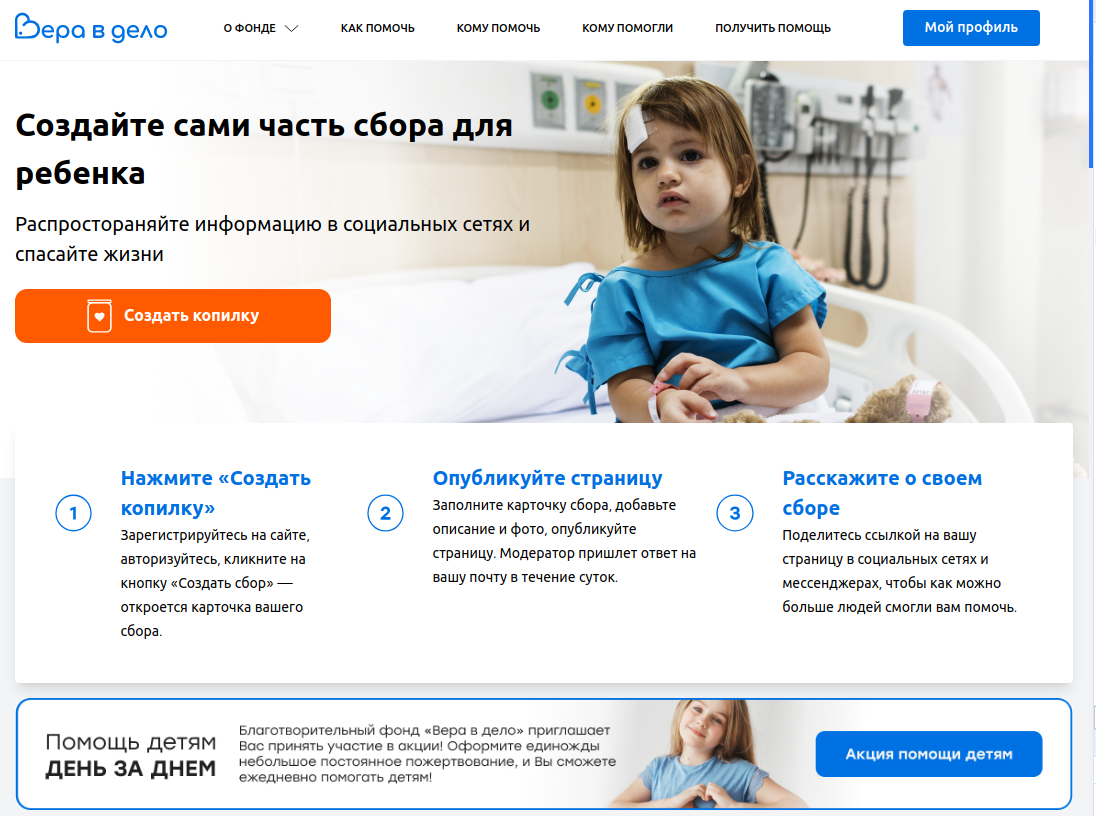 Вера в дело
О ФОНДЕ
КАК ПОМОЧЬ
КОМУ ПОМОЧЬ
КОМУ ПОМОГЛИ
ПОЛУЧИТЬ ПОМОЩЬ
Мой профиль
Создайте сами часть сбора для
ребенка
Распростораняйте информацию в социальных сетях и
спасайте жизни
Создать копилку
1
Нажмите «Создать
копилку»
Зарегистрируйтесь на сайте,
авторизуйтесь, кликните на
кнопку «Создать сбор» —
откроется карточка вашего
сбора.
2
Опубликуйте страницу
Заполните карточку сбора, добавьте
описание и фото, опубликуйте
страницу. Модератор пришлет ответ на
вашу почту в течение суток.
3
Расскажите о своем
сборе
Поделитесь ссылкой на вашу
страницу в социальных сетях и
мессенджерах, чтобы как можно
больше людей смогли вам помочь.
Помощь детям
ДЕНЬ ЗА ДНЕМ
Благотворительный фонд «Вера в дело» приглашает
Вас принять участие в акции! Оформите единожды
небольшое постоянное пожертвование, и Вы сможете
ежедневно помогать детям!
Акция помощи детям